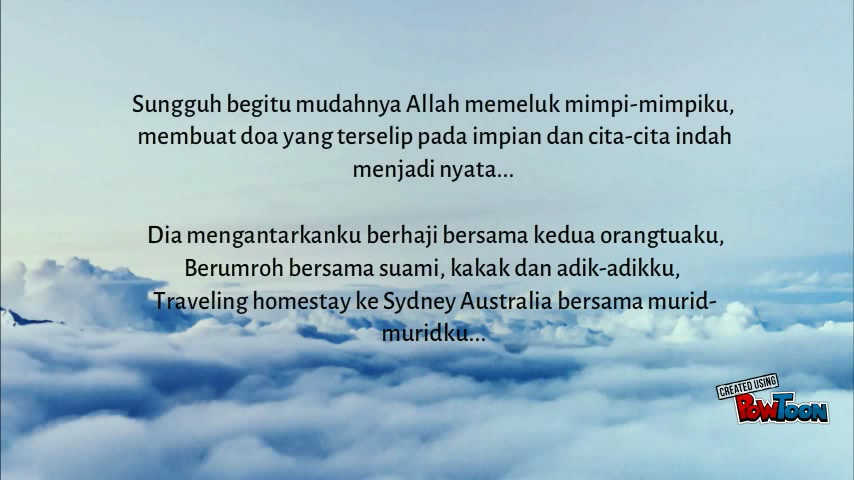 Sungguh begitu mudahnya Allah memeluk mimpi-mimpiku,
membuat doa yang terselip pada impian dan cita-cita indah
menjadi nyata...
Dia mengantarkanku berhaji bersama kedua orangtuaku,
Berumroh bersama suami, kakak dan adik-adikku,
Traveling homestay ke Sydney Australia bersama murid-
muridku...
CREATED USING
POWTOON